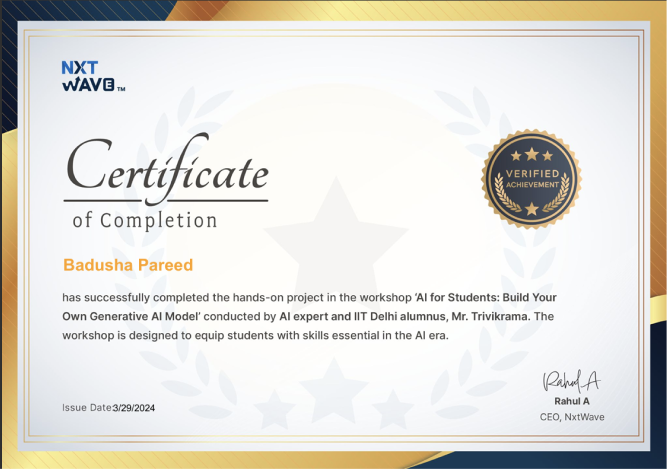 NXT
WAVE™
Certificate
of Completion
VERIFIED
ACHIEVEMENT
Badusha Pareed
has successfully completed the hands-on project in the workshop ‘AI for Students: Build Your
Own Generative AI Model’ conducted by AI expert and IIT Delhi alumnus, Mr. Trivikrama. The
workshop is designed to equip students with skills essential in the AI era.
Rahul A
Issue Date:3/29/2024
Rahul A
CEO, NxtWave